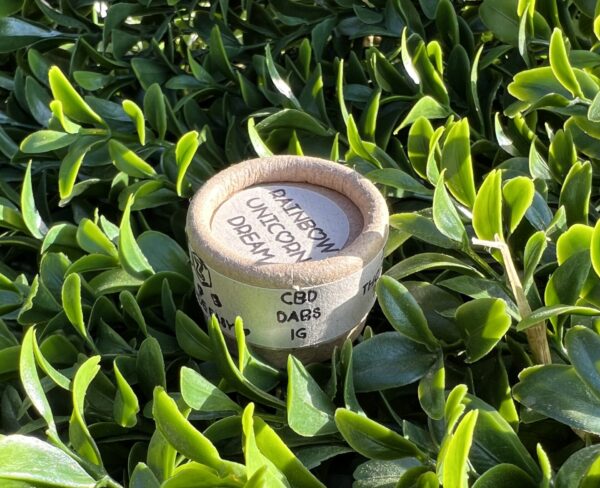 RAINBOW
UNICORN
DREAM
CBD
DABS
1G